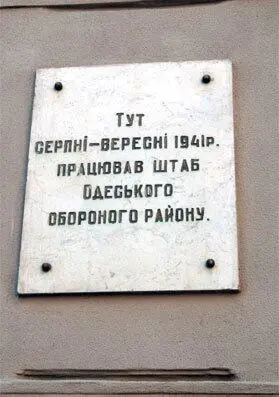 Тут
серпні-вересні 1941р.
працював штаб
Одеського
обороного району.